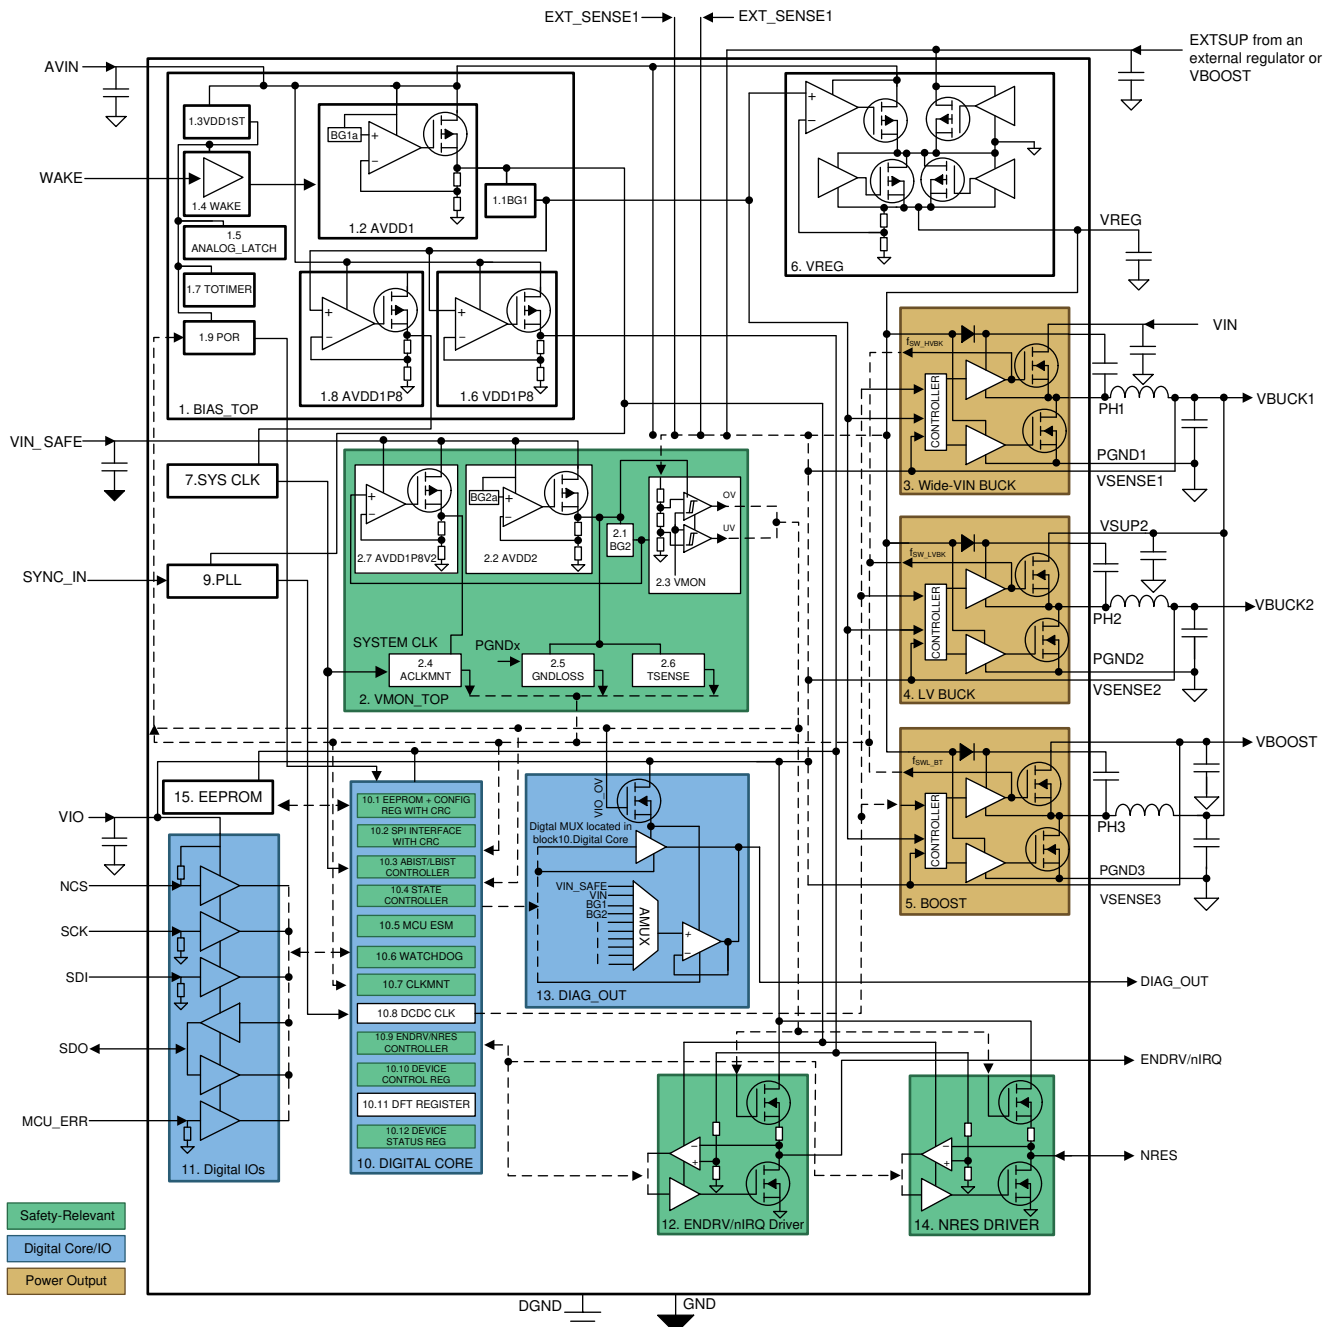 EXT_SENSE1
EXT_SENSE1
EXTSUP from an
external regulator or
VBOOST
AVIN
1.3VDD1ST
BG1a
+
−
WAKE
1.4 WAKE
1.1BG1
1.2 AVDD1
1.5
ANALOG_LATCH
1.7 TOTIMER
1.9 POR
+
−
1.8 AVDD1P8
+
−
1.6 VDD1P8
1. BIAS_TOP
+
−
6. VREG
VREG
VIN
fSW_HVBK
CONTROLLER
PH1
VBUCK1
PGND1
VSENSE1
3. Wide-VIN BUCK
VIN_SAFE
7.SYS CLK
+
−
2.7 AVDD1P8V2
BG2a
+
−
2.2 AVDD2
2.1
BG2
OV
UV
2.3 VMON
VSUP2
fSW_LVBK
CONTROLLER
PH2
VBUCK2
PGND2
VSENSE2
4. LV BUCK
SYNC_IN
9.PLL
SYSTEM CLK
PGNDx
2.4
ACLKMNT
2.5
GNDLOSS
2.6
TSENSE
2. VMON_TOP
VBOOST
fSWL_BT
CONTROLLER
PH3
PGND3
VSENSE3
5. BOOST
15. EEPROM
VIO
NCS
SCK
SDI
SDO
MCU_ERR
11. Digital IOs
10.1 EEPROM + CONFIG
REG WITH CRC
10.2 SPI INTERFACE
WITH CRC
10.3 ABIST/LBIST
CONTROLLER
10.4 STATE
CONTROLLER
10.5 MCU ESM
10.6 WATCHDOG
10.7 CLKMNT
10.8 DCDC CLK
10.9 ENDRV/NRES
CONTROLLER
10.10 DEVICE
CONTROL REG
10.11 DFT REGISTER
10.12 DEVICE
STATUS REG
10. DIGITAL CORE
VIO_OV
Digtal MUX located in
block10.Digital Core
VIN_SAFE
VIN
BG1
BG2
AMUX
+
−
13. DIAG_OUT
DIAG_OUT
ENDRV/nIRQ
−
+
12. ENDRV/nIRQ Driver
−
+
14. NRES DRIVER
NRES
Safety-Relevant
Digital Core/IO
Power Output
DGND
GND